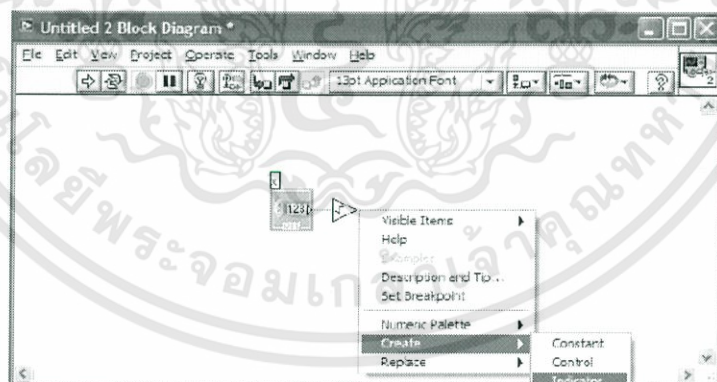 Untitled 2 Block Diagram *
File Edit View Project Operate Tools Window Help
13pt Application Font
2
x
123
Visible Items
Help
Examples
Description and Tip...
Set Breakpoint
Numeric Palette
Create
Replace
Constant
Control
Indicator